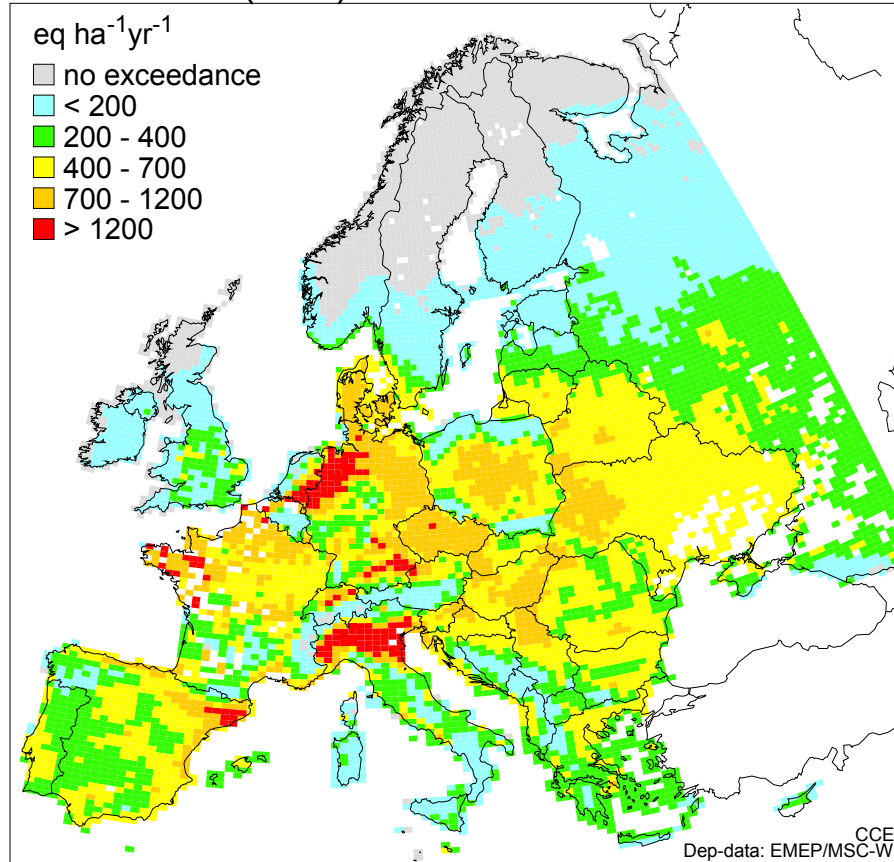 eq ha⁻¹yr⁻¹
no exceedance
< 200
200 - 400
400 - 700
700 - 1200
> 1200
CCE
Dep-data: EMEP/MSC-W